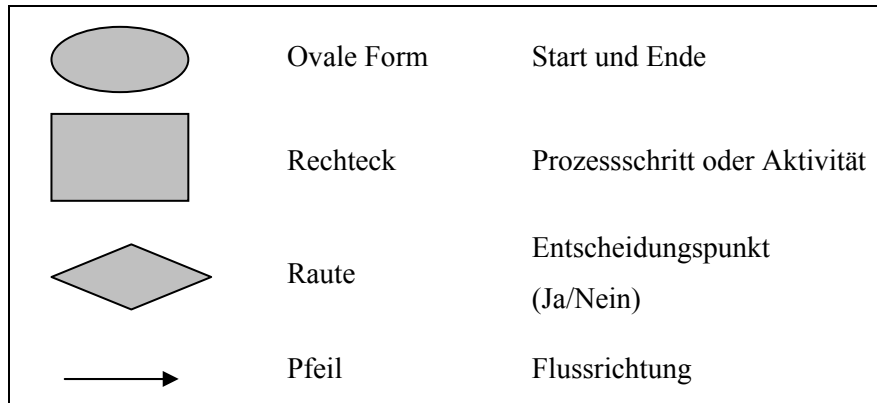 Ovale Form Start und Ende
Rechteck Prozessschritt oder Aktivität
Raute Entscheidungspunkt
(Ja/Nein)
Pfeil Flussrichtung